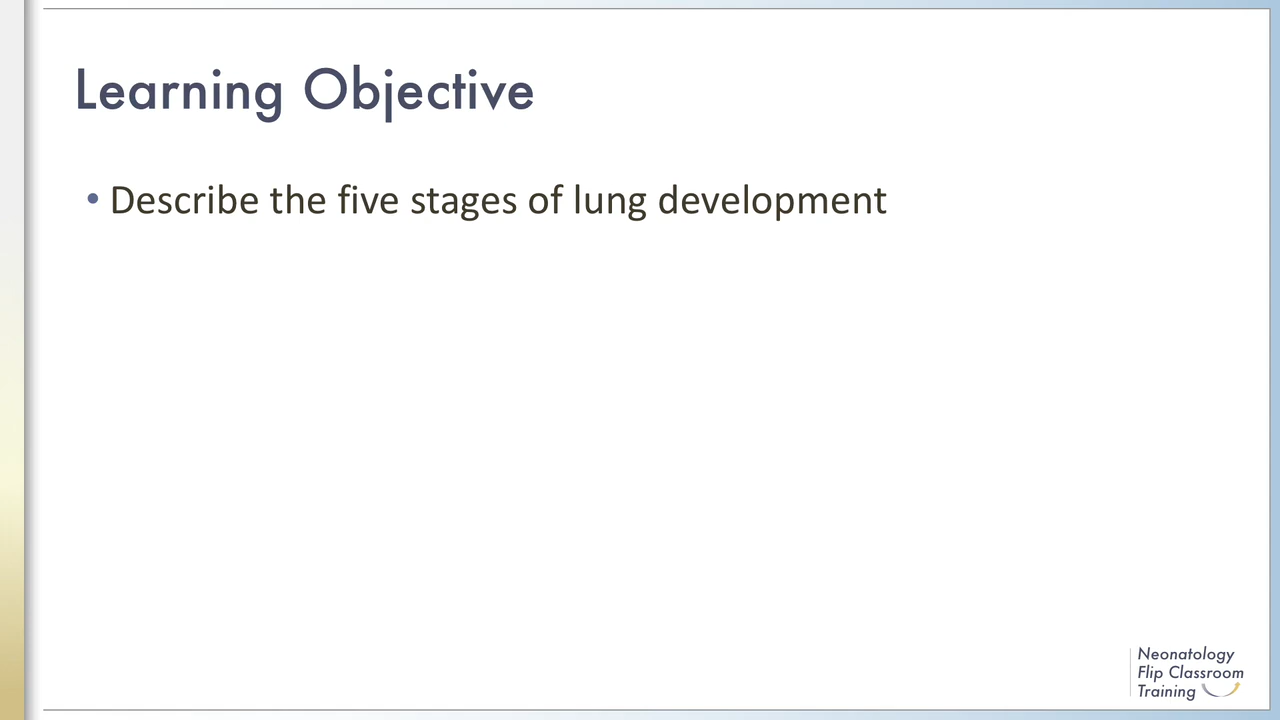 Learning Objective
• Describe the five stages of lung development
Neonatology
Flip Classroom
Training